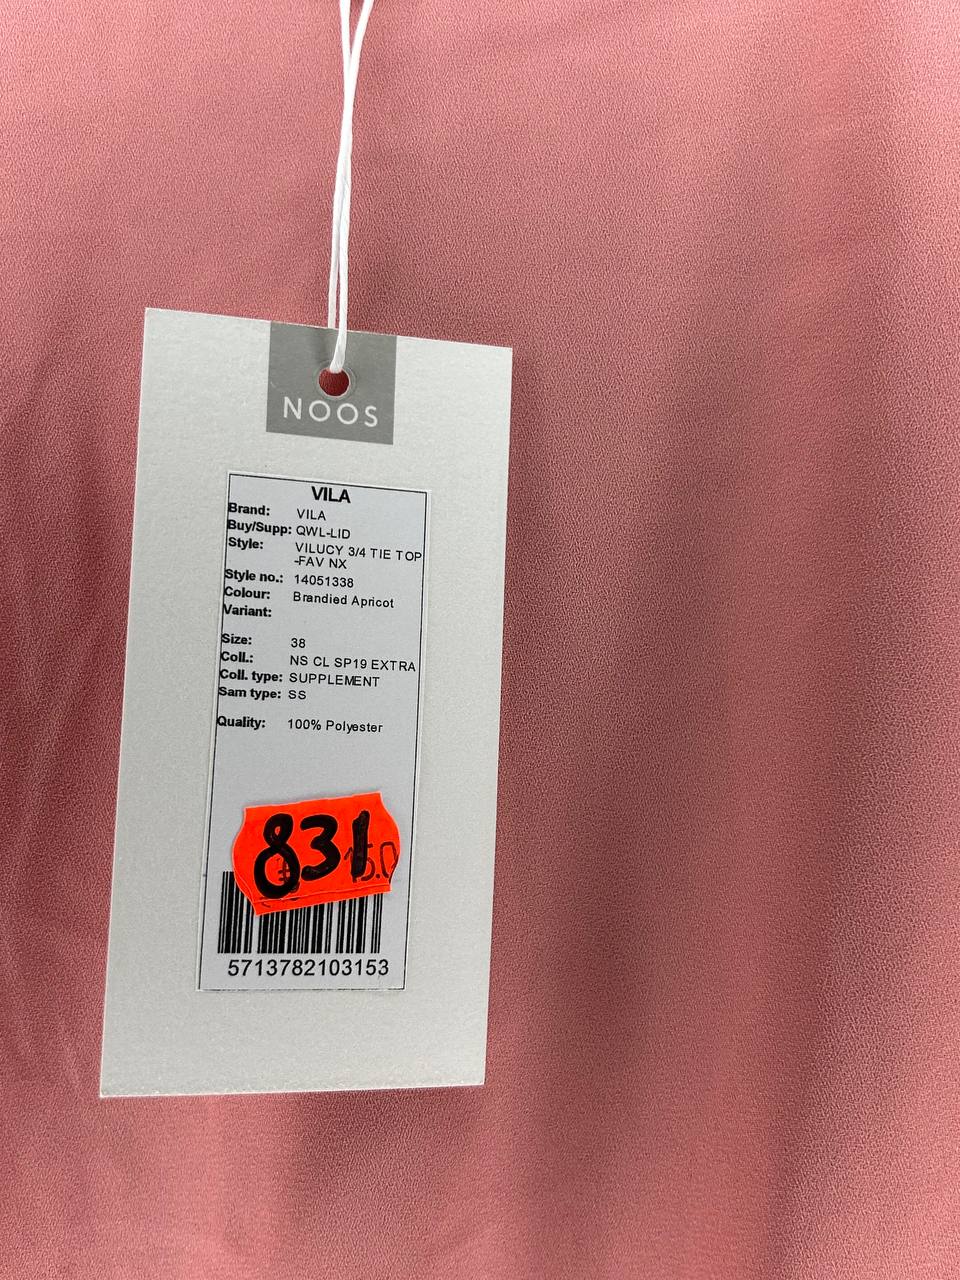 NOOS
VILA
Brand: VILA
Buy/Supp: QWL-LID
Style: VILUCY 3/4 TIE TOP
-FAV NX
Style no.: 14051338
Colour: Brandied Apricot
Variant:
Size: 38
Coll.: NS CL SP19 EXTRA
Coll. type: SUPPLEMENT
Sam type: SS
Quality: 100% Polyester
831
5713782103153